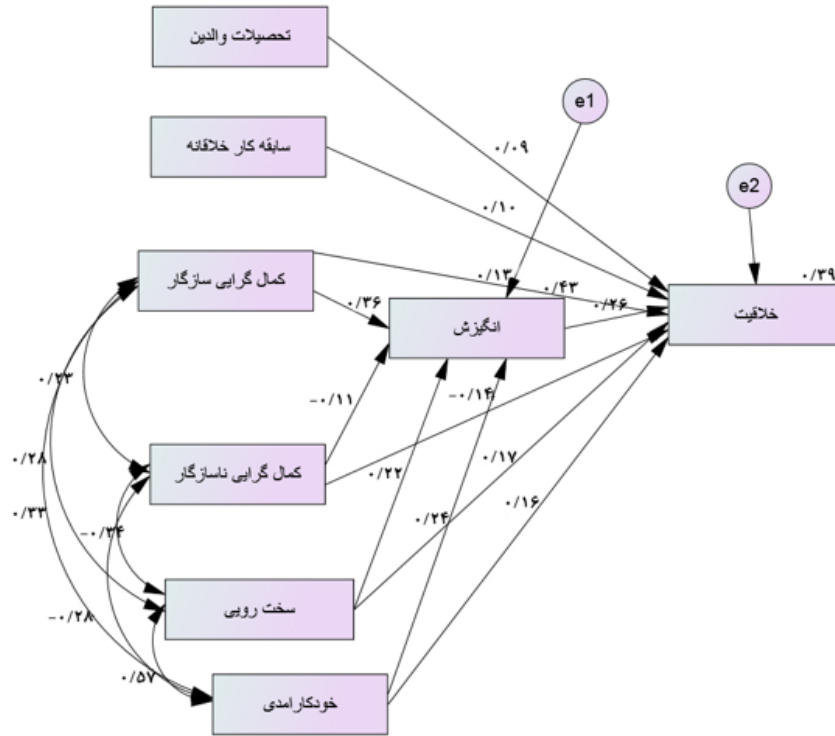 تحصیلات والدین
e1
سابقه کار خلاقانه
۰/۰۹
e2
۰/۱۰
کمال گرایی سازگار
۰/۱۳
۰/۴۳
۰/۳۹
۰/۳۶
انگیزش
۰/۲۶
خلاقیت
۰/۲۳
-۰/۱۱
-۰/۱۴
۰/۲۸
کمال گرایی ناسازگار
۰/۲۲
۰/۱۷
۰/۳۳
-۰/۳۴
۰/۲۴
۰/۱۶
سخت رویی
-۰/۲۸
۰/۵۷
خودکارامدی